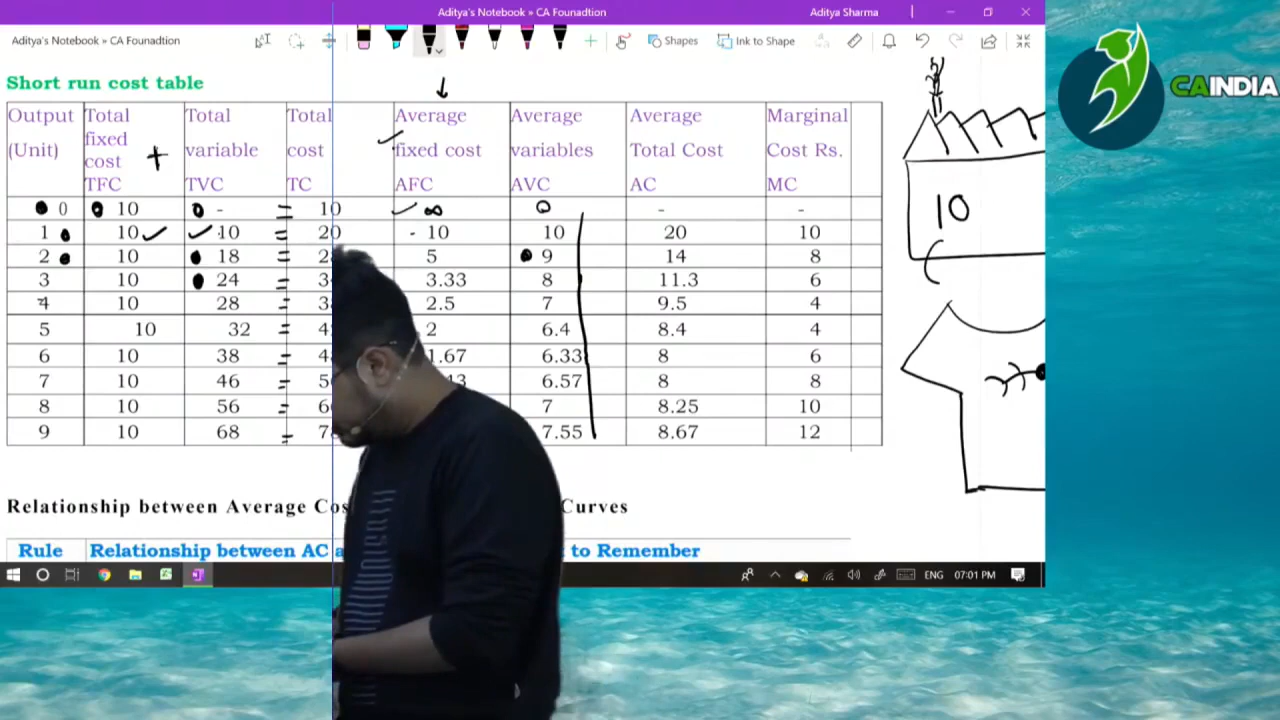 Aditya's Notebook » CA Founadtion
Aditya Sharma
Aditya's Notebook » CA Founadtion
Shapes
Ink to Shape
CAINDIA
Short run cost table
Output (Unit) Total fixed cost TFC + Total variable TVC Total cost TC Average fixed cost AFC Average variables AVC Average Total Cost AC Marginal Cost Rs. MC
0 10 0 - = 10 ∞ 0 - -
1 10 10 = 20 - 10 10 20 10
2 10 18 = 5 9 14 8
3 10 24 = 3.33 8 11.3 6
4 10 28 = 2.5 7 9.5 4
5 10 32 = 2 6.4 8.4 4
6 10 38 = 1.67 6.33 8 6
7 10 46 = 6.57 8 8
8 10 56 = 7 8.25 10
9 10 68 = 7.55 8.67 12
10
Relationship between Average Curves
Rule Relationship between AC to Remember
ENG 07:01 PM